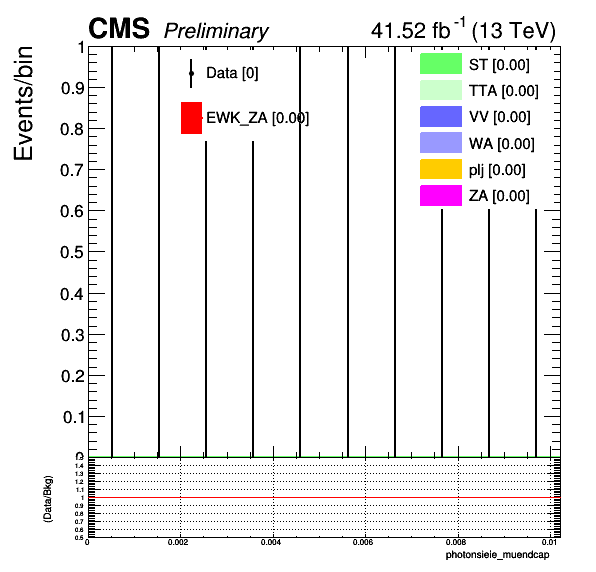 CMS Preliminary 41.52 fb-1 (13 TeV)
Events/bin
1
0.9
0.8
0.7
0.6
0.5
0.4
0.3
0.2
0.1
0
Data [0]
EWK_ZA [0.00]
ST [0.00]
TTA [0.00]
VV [0.00]
WA [0.00]
plj [0.00]
ZA [0.00]
(Data/Bkg)
1.5
1.4
1.3
1.2
1.1
1
0.9
0.8
0.7
0.6
0.5
0 0.002 0.004 0.006 0.008 0.01
photonsieie_muendcap